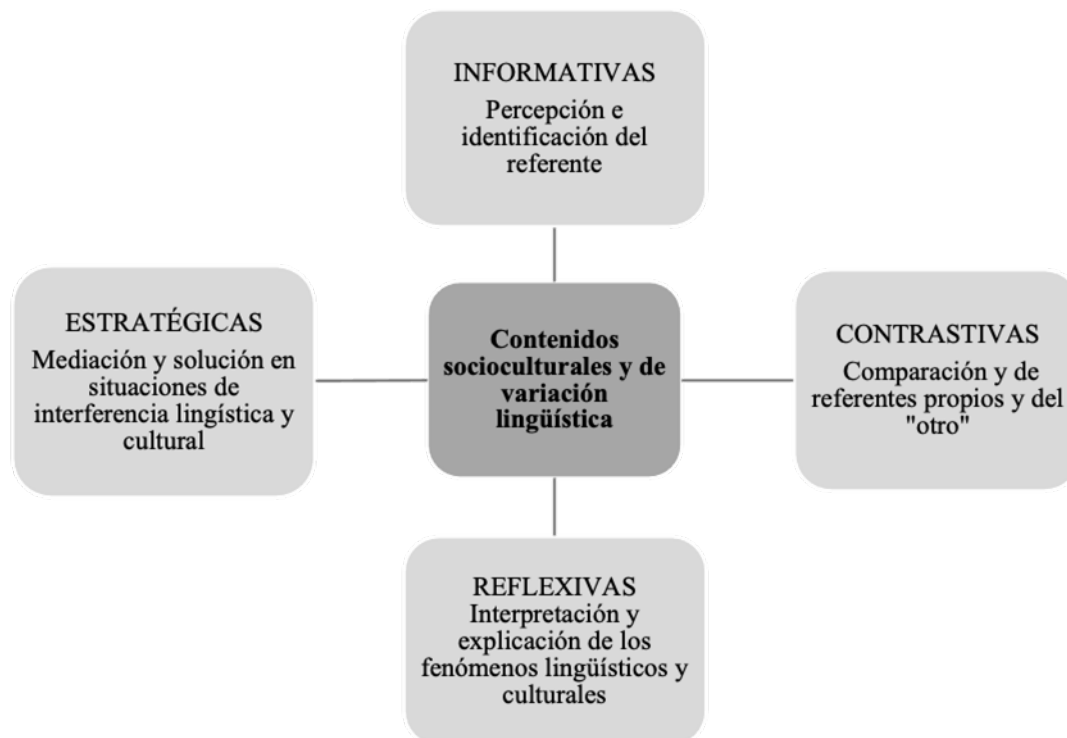 INFORMATIVAS
Percepción e
identificación del
referente
ESTRATÉGICAS
Mediación y solución en
situaciones de
interferencia lingística y
cultural
Contenidos
socioculturales y de
variación
lingüística
CONTRASTIVAS
Comparación y de
referentes propios y del
"otro"
REFLEXIVAS
Interpretación y
explicación de los
fenómenos lingüísticos y
culturales